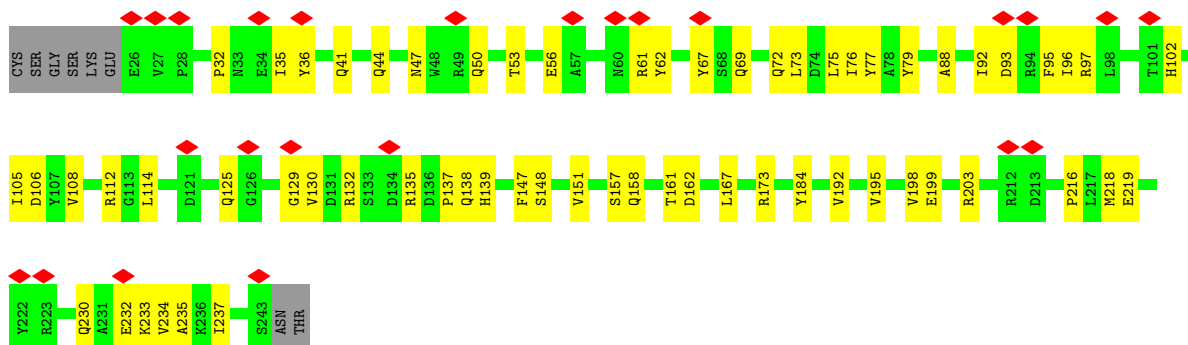 CYS SER GLY SER LYS GLU E26 V27 P28 P32 N33 E34 I35 Y36 Q41 Q44 N47 W48 R49 Q50 T53 E56 A57 N60 R61 Y62 Y67 S68 Q69 Q72 L73 D74 L75 I76 Y77 A78 Y79 A88 I92 D93 R94 F95 I96 R97 L98 T101 H102
I105 D106 Y107 V108 R112 G113 L114 D121 Q125 G126 G129 V130 D131 R132 S133 D134 R135 D136 P137 Q138 H139 F147 S148 V151 S157 Q158 T161 D162 L167 R173 Y184 V192 V195 V198 E199 R203 R212 D213 P216 L217 M218 E219
Y222 R223 Q230 A231 E232 K233 V234 A235 K236 I237 S243 ASN THR